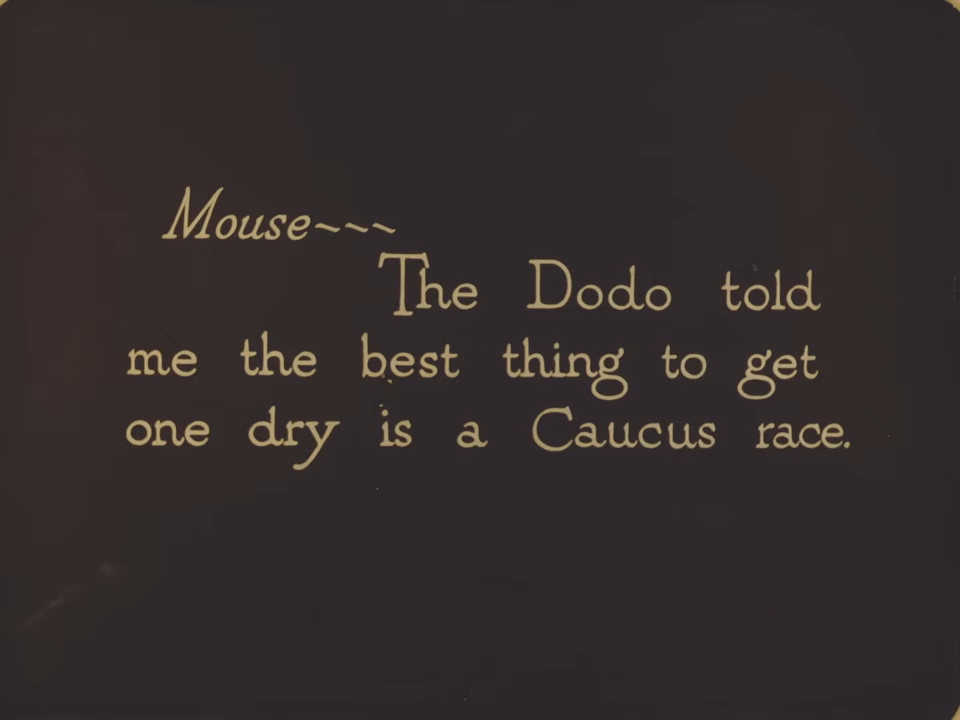 Mouse~~~
The Dodo told
me the best thing to get
one dry is a Caucus race.